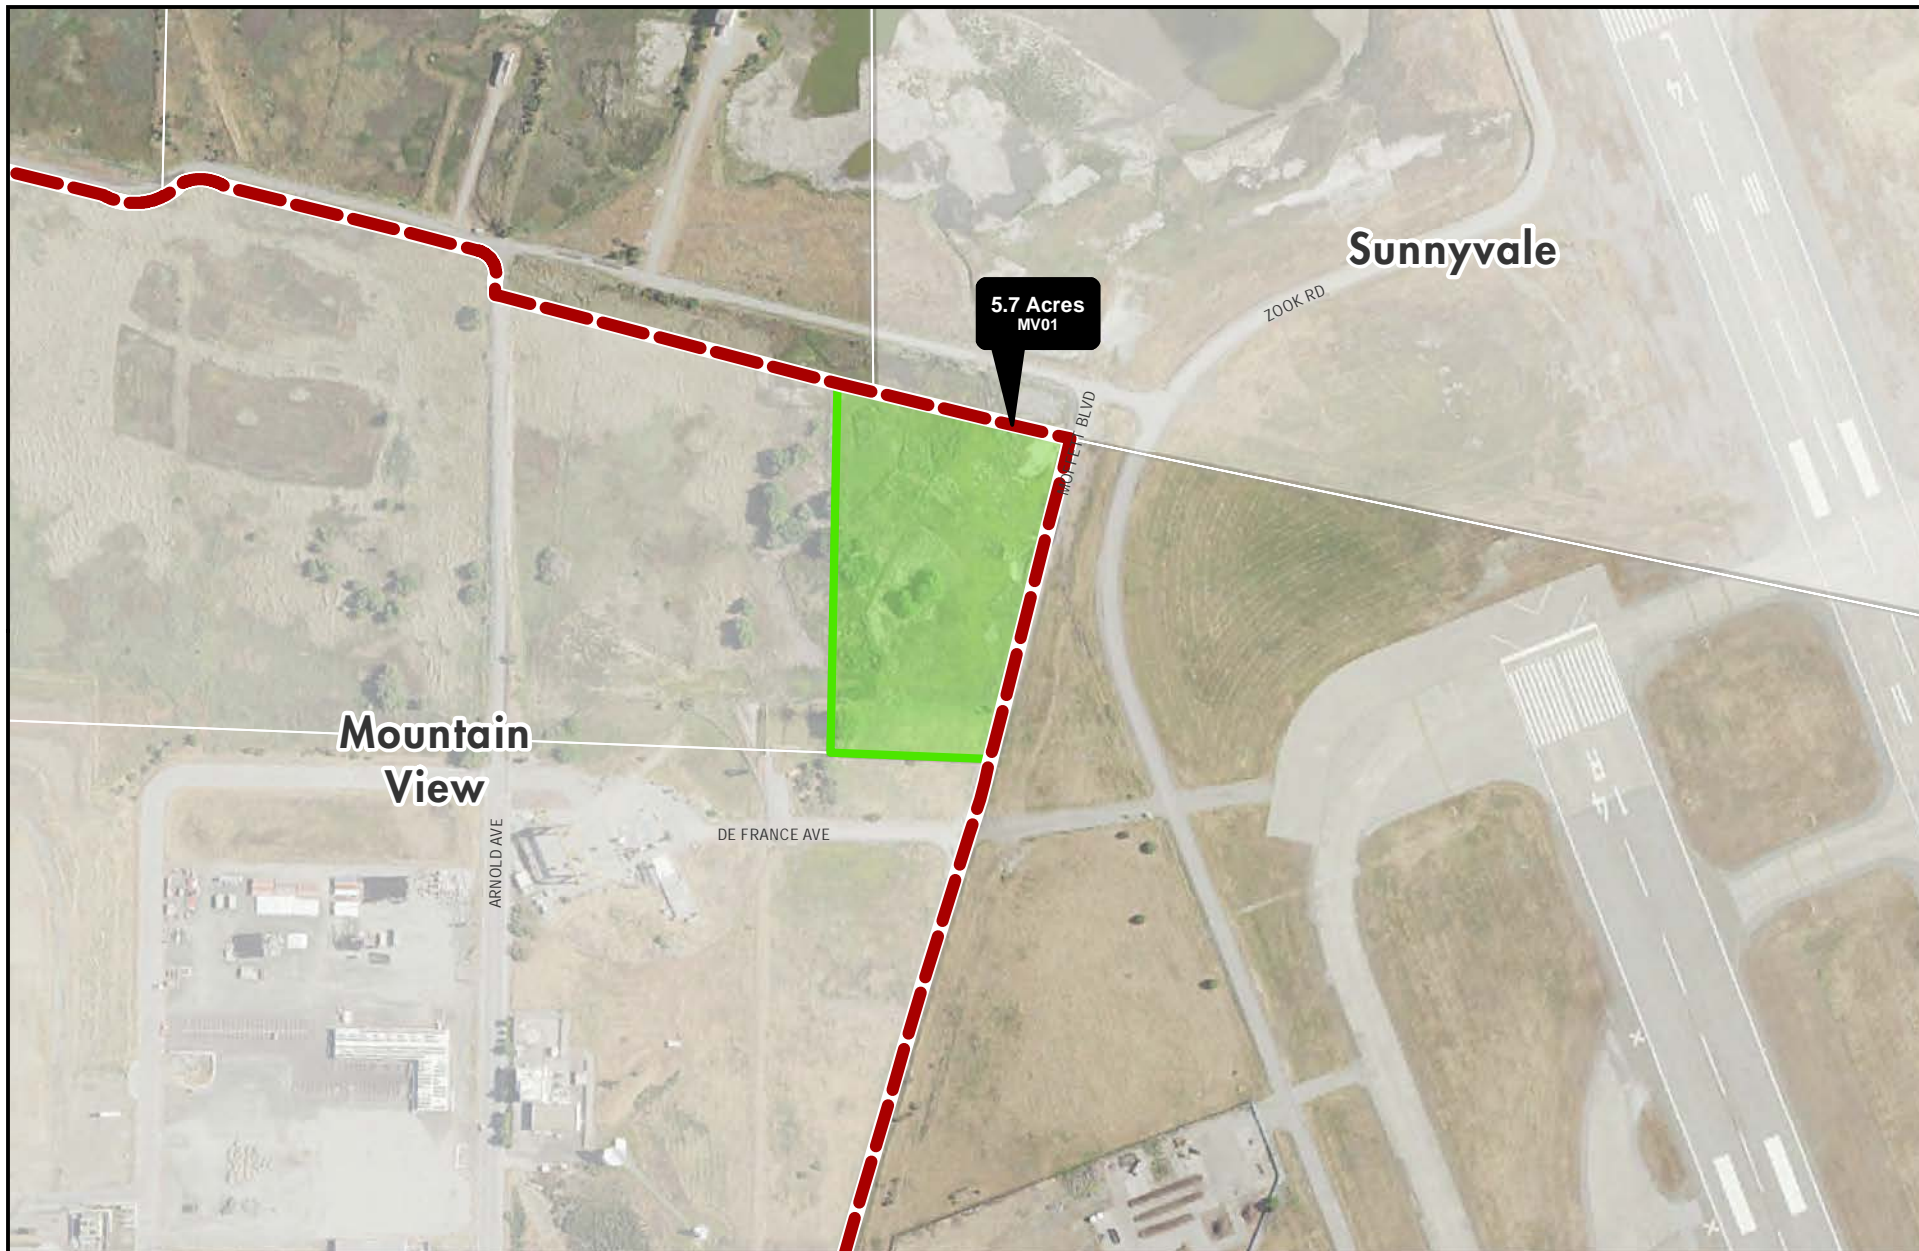 Sunnyvale
ZOOK RD
5.7 Acres
MV01
MOFFETT BLVD
Mountain
View
DE FRANCE AVE
ARNOLD AVE